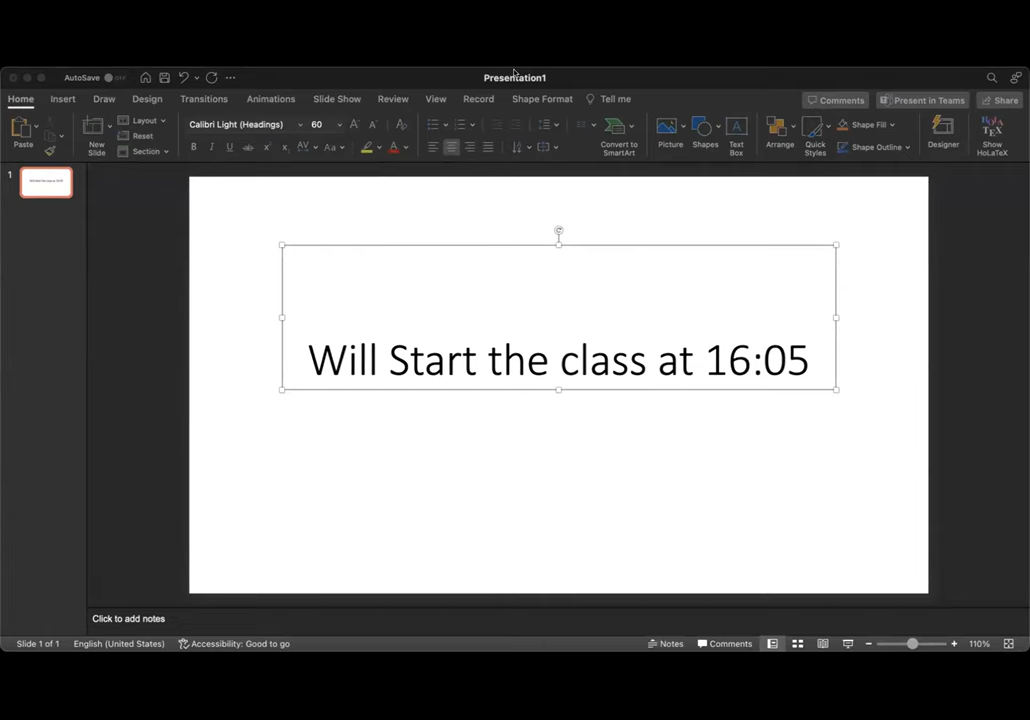 AutoSave OFF
Presentation1
Home Insert Draw Design Transitions Animations Slide Show Review View Record Shape Format Tell me
Comments Present in Teams Share
Paste
New Slide
Layout
Reset
Section
Calibri Light (Headings) 60
Convert to SmartArt
Picture
Shapes
Text Box
Arrange
Quick Styles
Shape Fill
Shape Outline
Designer
Show HoLaTeX
1
Will Start the class at 16:05
Click to add notes
Slide 1 of 1 English (United States) Accessibility: Good to go Notes Comments 110%